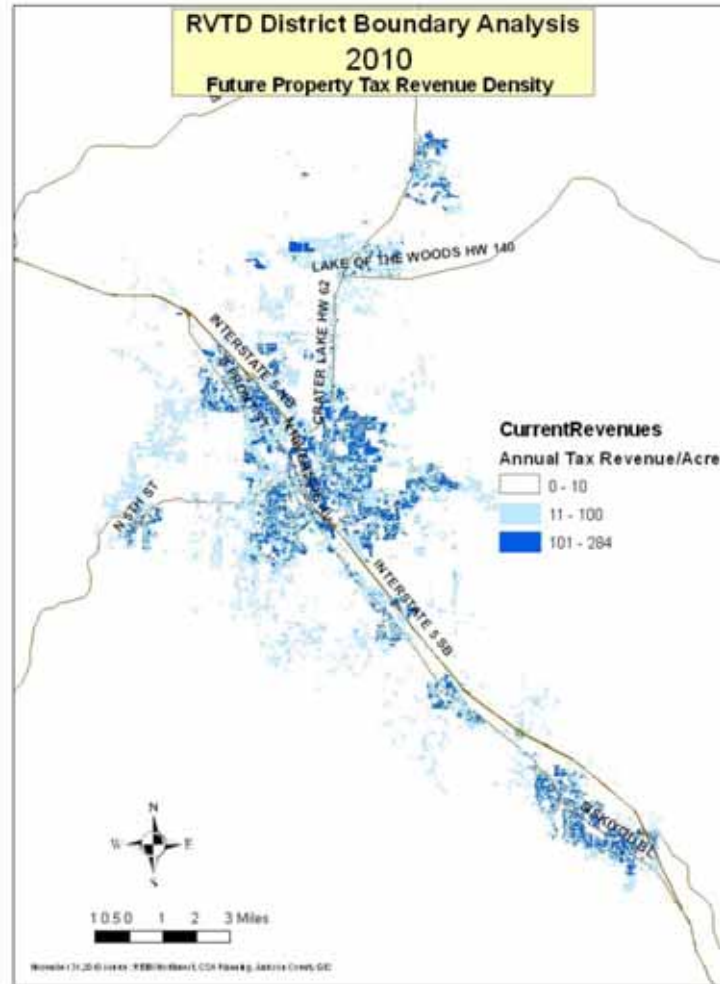 RVTD District Boundary Analysis
2010
Future Property Tax Revenue Density
LAKE OF THE WOODS HW 140
CRATER LAKE HW 62
INTERSTATE 5 NB
N 5TH ST
INTERSTATE 5 SB
CurrentRevenues
Annual Tax Revenue/Acre
0 - 10
11 - 100
101 - 284
N
W E
S
1 0.5 0 1 2 3 Miles